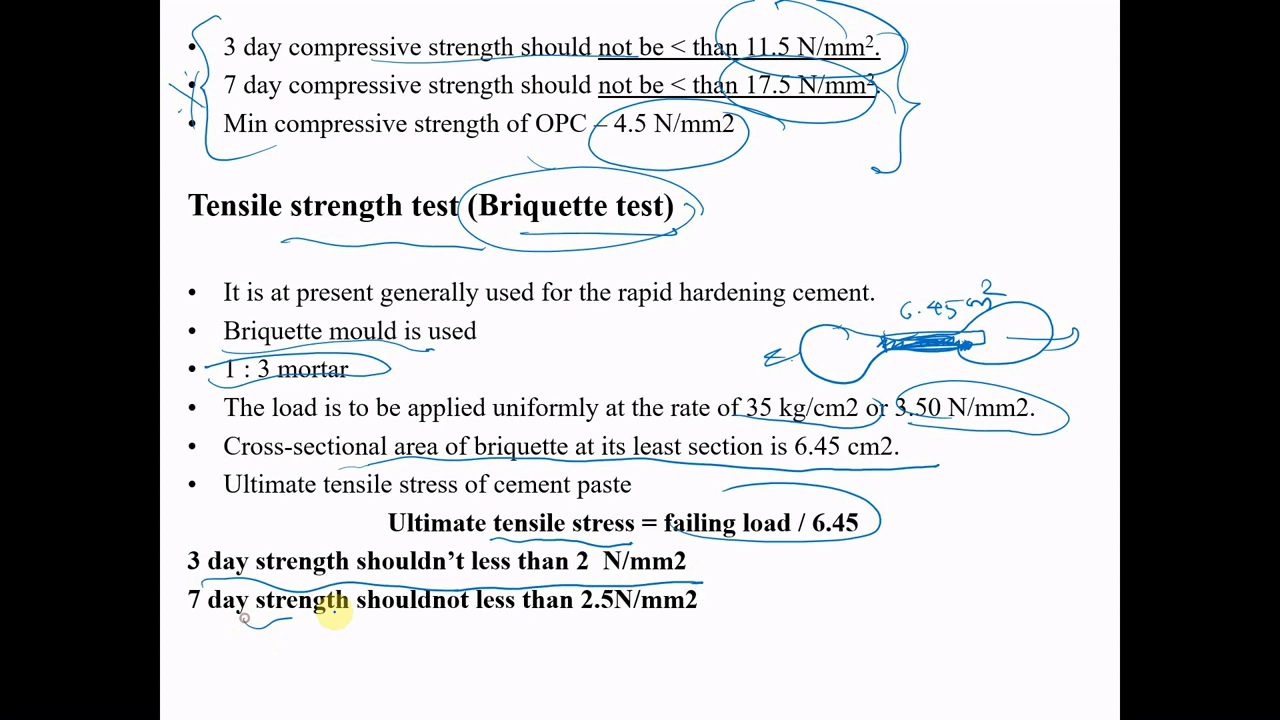 • 3 day compressive strength should not be < than 11.5 N/mm².
• 7 day compressive strength should not be < than 17.5 N/mm².
• Min compressive strength of OPC – 4.5 N/mm2
Tensile strength test (Briquette test)
• It is at present generally used for the rapid hardening cement.
6.45 cm²
• Briquette mould is used
• 1 : 3 mortar
• The load is to be applied uniformly at the rate of 35 kg/cm2 or 3.50 N/mm2.
• Cross-sectional area of briquette at its least section is 6.45 cm2.
• Ultimate tensile stress of cement paste
Ultimate tensile stress = failing load / 6.45
3 day strength shouldn’t less than 2 N/mm2
7 day strength shouldnot less than 2.5N/mm2